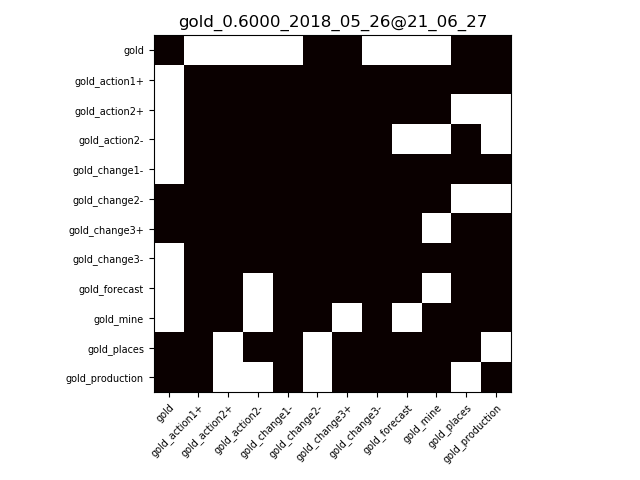 gold_0.6000_2018_05_26@21_06_27
gold
gold_action1+
gold_action2+
gold_action2-
gold_change1-
gold_change2-
gold_change3+
gold_change3-
gold_forecast
gold_mine
gold_places
gold_production
gold
gold_action1+
gold_action2+
gold_action2-
gold_change1-
gold_change2-
gold_change3+
gold_change3-
gold_forecast
gold_mine
gold_places
gold_production